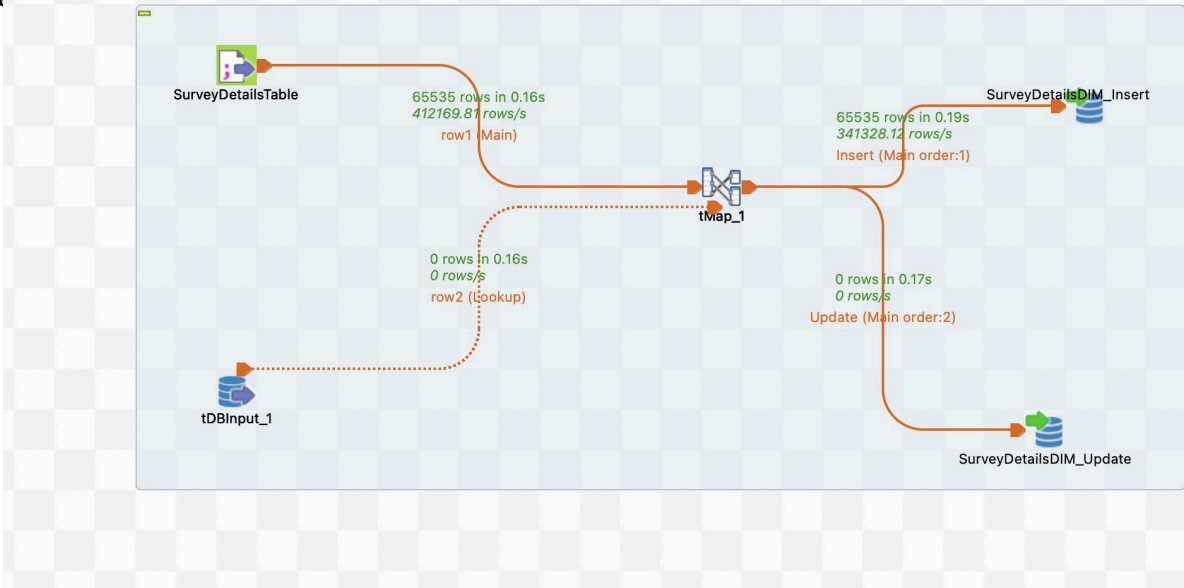 SurveyDetailsTable
65535 rows in 0.16s
412169.81 rows/s
row1 (Main)
SurveyDetailsDIM_Insert
65535 rows in 0.19s
341328.12 rows/s
Insert (Main order:1)
tMap_1
0 rows in 0.16s
0 rows/s
row2 (Lookup)
0 rows in 0.17s
0 rows/s
Update (Main order:2)
tDBInput_1
SurveyDetailsDIM_Update